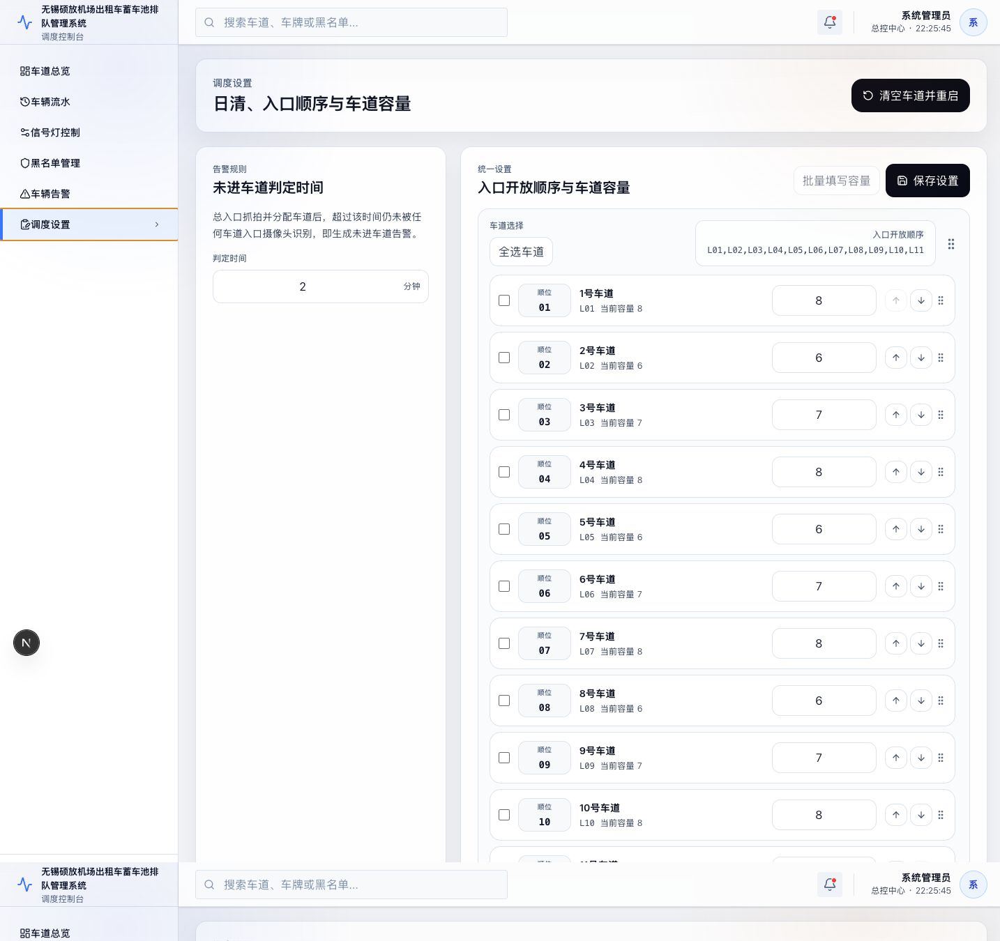 无锡硕放机场出租车蓄车池排
队管理系统
调度控制台
搜索车道、车牌或黑名单...
系统管理员
总控中心 · 22:25:45
系
车道总览
车辆流水
信号灯控制
黑名单管理
车辆告警
调度设置
N
调度设置
日清、入口顺序与车道容量
清空车道并重启
告警规则
未进车道判定时间
总入口抓拍并分配车道后，超过该时间仍未被任
何车道入口摄像头识别，即生成未进车道告警。
判定时间
2
分钟
统一设置
入口开放顺序与车道容量
批量填写容量
保存设置
车道选择
全选车道
入口开放顺序
L01,L02,L03,L04,L05,L06,L07,L08,L09,L10,L11
顺位
01
1号车道
L01 当前容量 8
8
顺位
02
2号车道
L02 当前容量 6
6
顺位
03
3号车道
L03 当前容量 7
7
顺位
04
4号车道
L04 当前容量 8
8
顺位
05
5号车道
L05 当前容量 6
6
顺位
06
6号车道
L06 当前容量 7
7
顺位
07
7号车道
L07 当前容量 8
8
顺位
08
8号车道
L08 当前容量 6
6
顺位
09
9号车道
L09 当前容量 7
7
顺位
10
10号车道
L10 当前容量 8
8
无锡硕放机场出租车蓄车池排
队管理系统
调度控制台
搜索车道、车牌或黑名单...
系统管理员
总控中心 · 22:25:45
系
车道总览